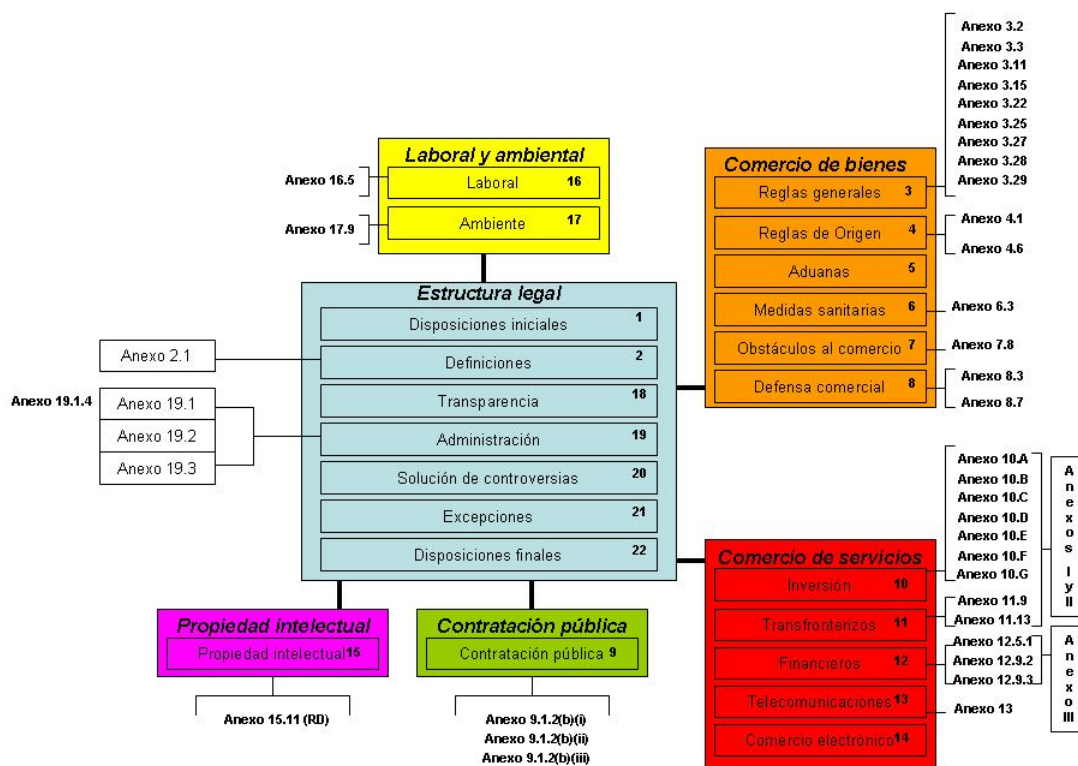 Laboral y ambiental
Laboral 16
Anexo 16.5
Ambiente 17
Anexo 17.9
Comercio de bienes
Reglas generales 3
Anexo 3.2
Anexo 3.3
Anexo 3.11
Anexo 3.15
Anexo 3.22
Anexo 3.25
Anexo 3.27
Anexo 3.28
Anexo 3.29
Reglas de Origen 4
Anexo 4.1
Anexo 4.6
Aduanas 5
Medidas sanitarias 6
Anexo 6.3
Obstáculos al comercio 7
Anexo 7.8
Defensa comercial 8
Anexo 8.3
Anexo 8.7
Estructura legal
Disposiciones iniciales 1
Definiciones 2
Anexo 2.1
Transparencia 18
Administración 19
Anexo 19.1.4
Anexo 19.1
Anexo 19.2
Anexo 19.3
Solución de controversias 20
Excepciones 21
Disposiciones finales 22
Comercio de servicios
Inversión 10
Anexo 10.A
Anexo 10.B
Anexo 10.C
Anexo 10.D
Anexo 10.E
Anexo 10.F
Anexo 10.G
Transfronterizos 11
Anexo 11.9
Anexo 11.13
Anexos I y II
Financieros 12
Anexo 12.5.1
Anexo 12.9.2
Anexo 12.9.3
Anexo III
Telecomunicaciones 13
Anexo 13
Comercio electrónico 14
Propiedad intelectual
Propiedad intelectual 15
Anexo 15.11 (RD)
Contratación pública
Contratación pública 9
Anexo 9.1.2(b)(i)
Anexo 9.1.2(b)(ii)
Anexo 9.1.2(b)(iii)